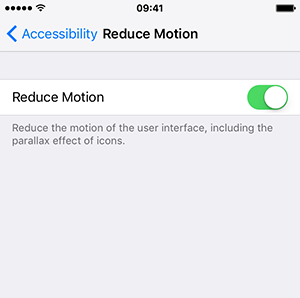 09:41
Accessibility Reduce Motion
Reduce Motion
Reduce the motion of the user interface, including the
parallax effect of icons.